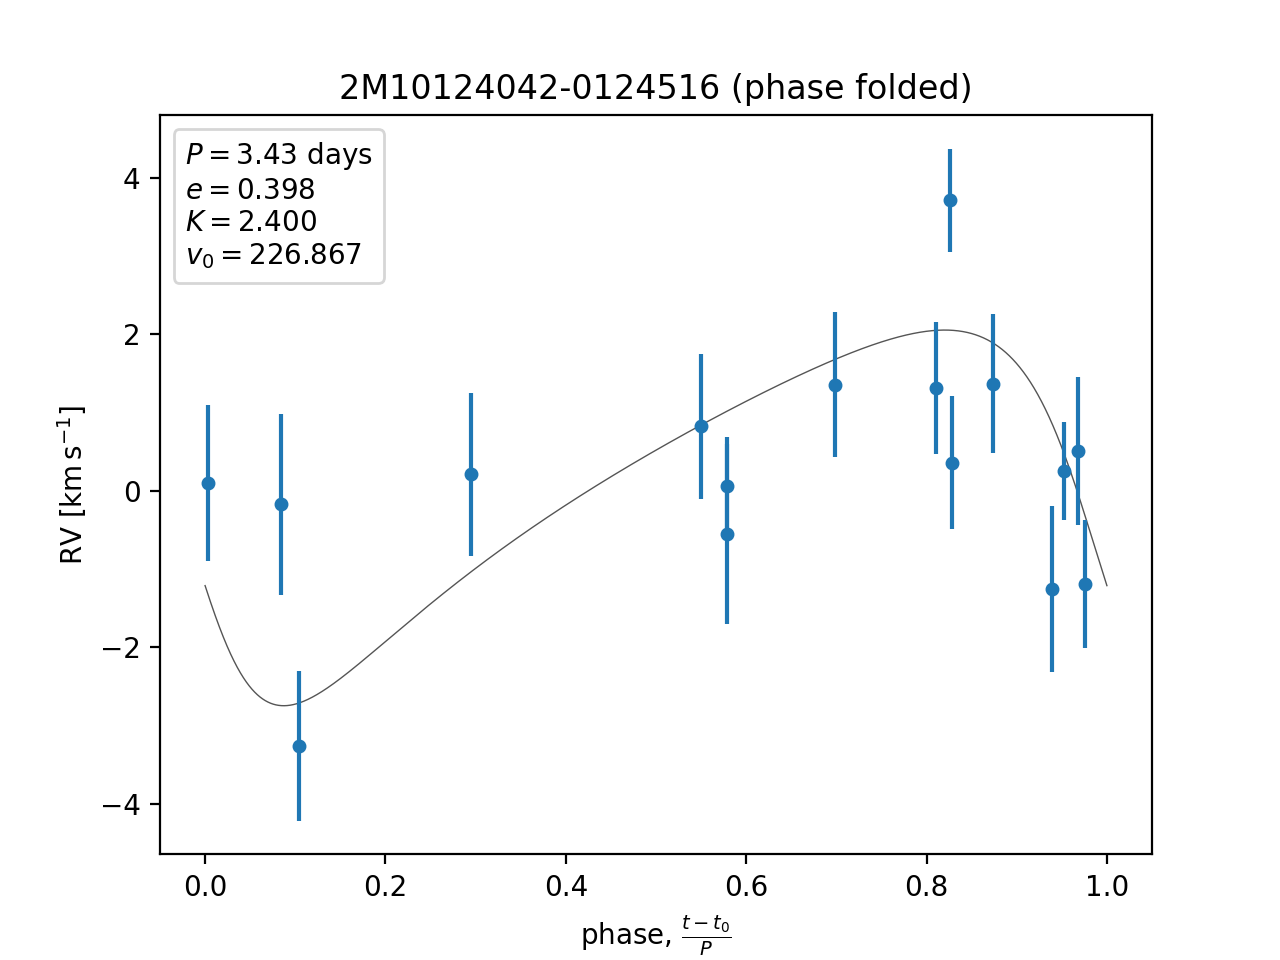 2M10124042-0124516 (phase folded)
P = 3.43 days
e = 0.398
K = 2.400
v₀ = 226.867
RV [km s⁻¹]
4
2
0
−2
−4
0.0 0.2 0.4 0.6 0.8 1.0
phase, (t − t₀)/P